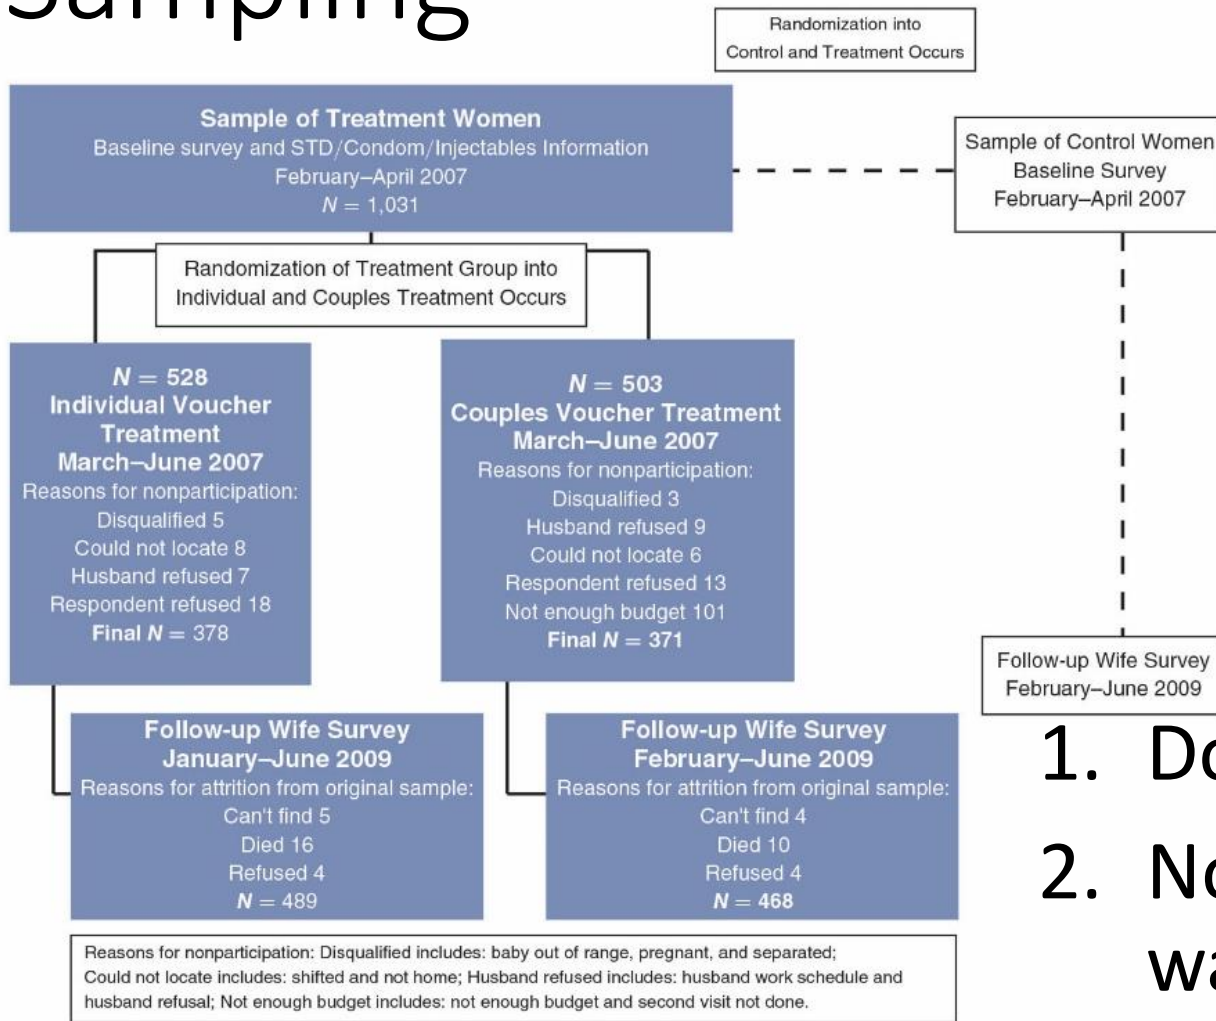 Sampling
Randomization into
Control and Treatment Occurs
Sample of Treatment Women
Baseline survey and STD/Condom/Injectables Information
February–April 2007
N = 1,031
Sample of Control Women
Baseline Survey
February–April 2007
Randomization of Treatment Group into
Individual and Couples Treatment Occurs
N = 528
Individual Voucher
Treatment
March–June 2007
Reasons for nonparticipation:
Disqualified 5
Could not locate 8
Husband refused 7
Respondent refused 18
Final N = 378
N = 503
Couples Voucher Treatment
March–June 2007
Reasons for nonparticipation:
Disqualified 3
Husband refused 9
Could not locate 6
Respondent refused 13
Not enough budget 101
Final N = 371
Follow-up Wife Survey
February–June 2009
Follow-up Wife Survey
January–June 2009
Reasons for attrition from original sample:
Can't find 5
Died 16
Refused 4
N = 489
Follow-up Wife Survey
February–June 2009
Reasons for attrition from original sample:
Can't find 4
Died 10
Refused 4
N = 468
1. Do
2. No
wa
Reasons for nonparticipation: Disqualified includes: baby out of range, pregnant, and separated;
Could not locate includes: shifted and not home; Husband refused includes: husband work schedule and
husband refusal; Not enough budget includes: not enough budget and second visit not done.